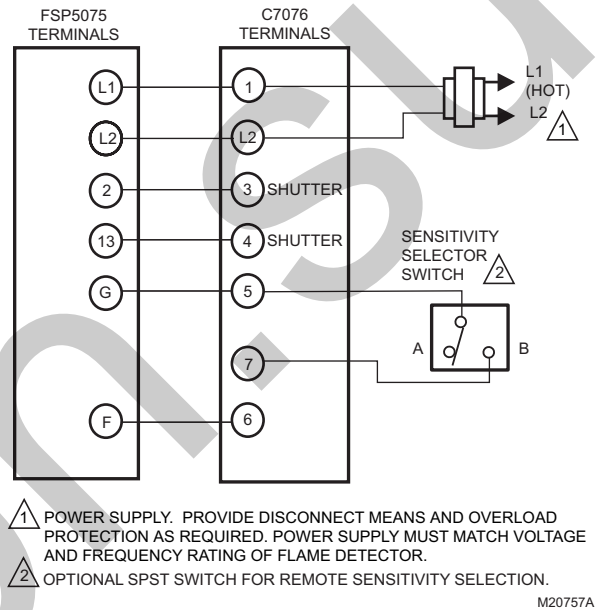 FSP5075
TERMINALS
C7076
TERMINALS
L1
1
L1
(HOT)
L2
L2
L2
1
2
3
SHUTTER
13
4
SHUTTER
SENSITIVITY
SELECTOR
SWITCH
2
G
5
A
B
7
F
6
1 POWER SUPPLY. PROVIDE DISCONNECT MEANS AND OVERLOAD
PROTECTION AS REQUIRED. POWER SUPPLY MUST MATCH VOLTAGE
AND FREQUENCY RATING OF FLAME DETECTOR.
2 OPTIONAL SPST SWITCH FOR REMOTE SENSITIVITY SELECTION.
M20757A